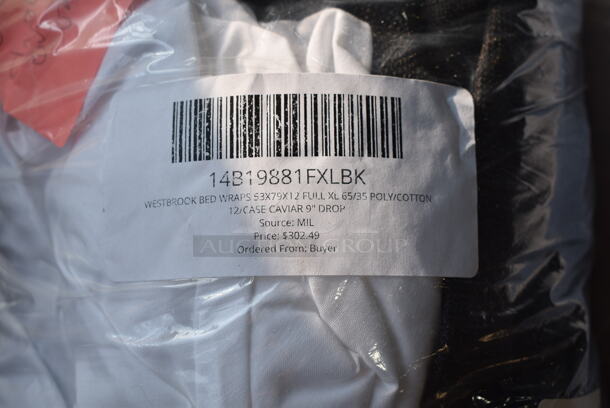 14B19881FXLBK
WESTBROOK BED WRAPS 53X79X12 FULL XL 65/35 POLY/COTTON
12/CASE CAVIAR 9" DROP
Source: MIL
Price: $302.49
Ordered From: Buyer